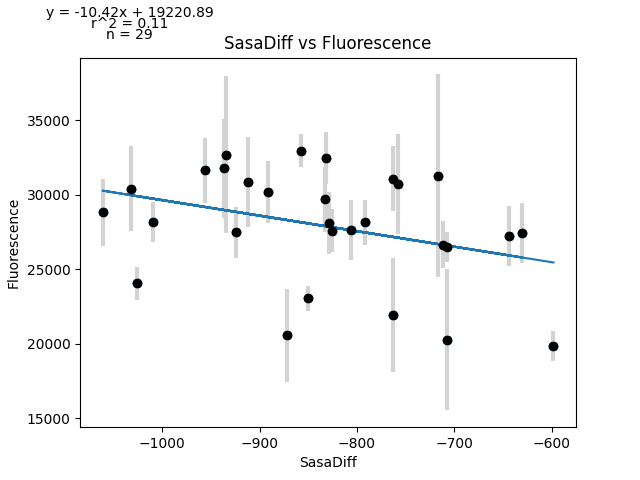 y = -10.42x + 19220.89
r^2 = 0.11
n = 29
SasaDiff vs Fluorescence
35000
30000
25000
20000
15000
Fluorescence
−1000
−900
−800
−700
−600
SasaDiff